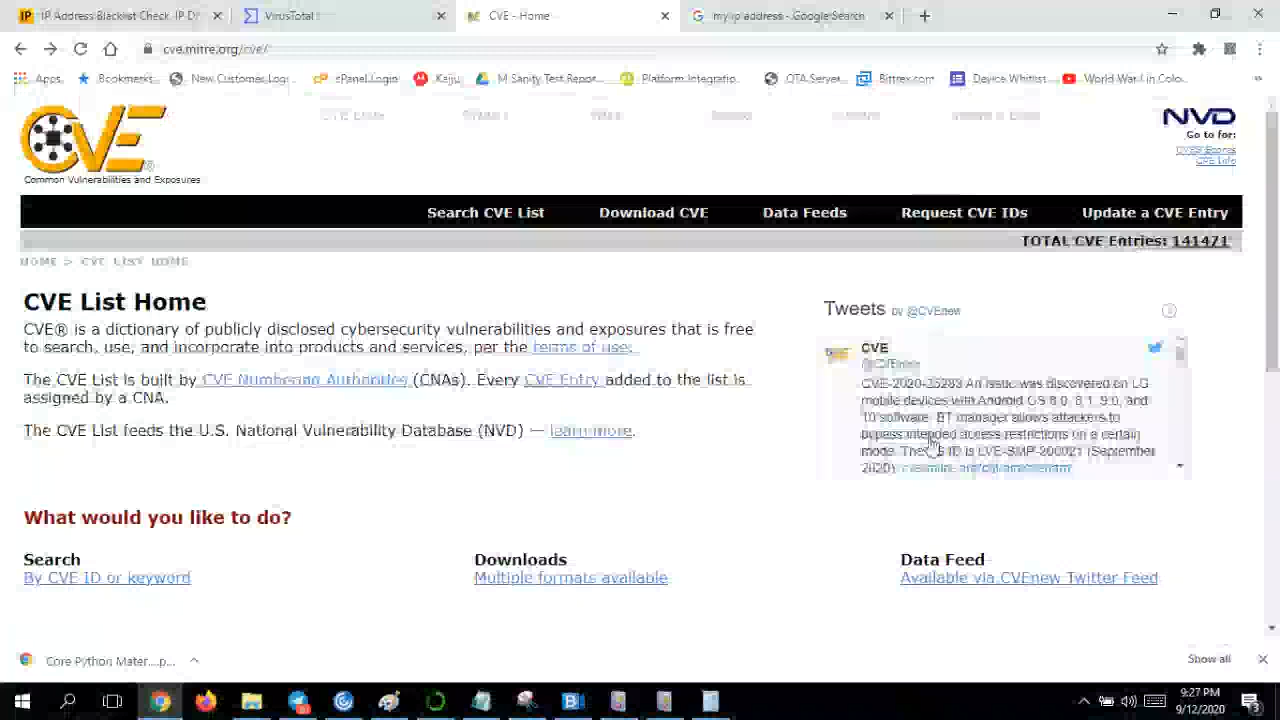 IP Address Blacklist Check, IP D
VirusTotal
CVE - Home
my ip address - Google Search
cve.mitre.org/cve/
Apps
Bookmarks
New Customer Log...
cPanel Login
Kaiju
M Sanity Test Repor...
Platform Integratio...
OTA Server
Bittrex.com
Device Whitlist
World War I in Colo...
CVE
Common Vulnerabilities and Exposures
NVD
Go to for:
CVSS Scores
CPE Info
Search CVE List
Download CVE
Data Feeds
Request CVE IDs
Update a CVE Entry
TOTAL CVE Entries: 141471
HOME > CVE LIST HOME
CVE List Home
CVE® is a dictionary of publicly disclosed cybersecurity vulnerabilities and exposures that is free
to search, use, and incorporate into products and services, per the terms of use.
The CVE List is built by CVE Numbering Authorities (CNAs). Every CVE Entry added to the list is
assigned by a CNA.
The CVE List feeds the U.S. National Vulnerability Database (NVD) — learn more.
Tweets by @CVEnew
CVE
@CVEnew
An issue was discovered on LG
mobile devices with Android OS 8.0, 8.1, 9.0, and
10 software. BT manager allows attackers to
bypass intended access restrictions on a certain
mode. The ID is LVE-SMP-200021 (September
2020)
What would you like to do?
Search
By CVE ID or keyword
Downloads
Multiple formats available
Data Feed
Available via CVEnew Twitter Feed
Core Python Mater....p...
Show all
9:27 PM
9/12/2020
3